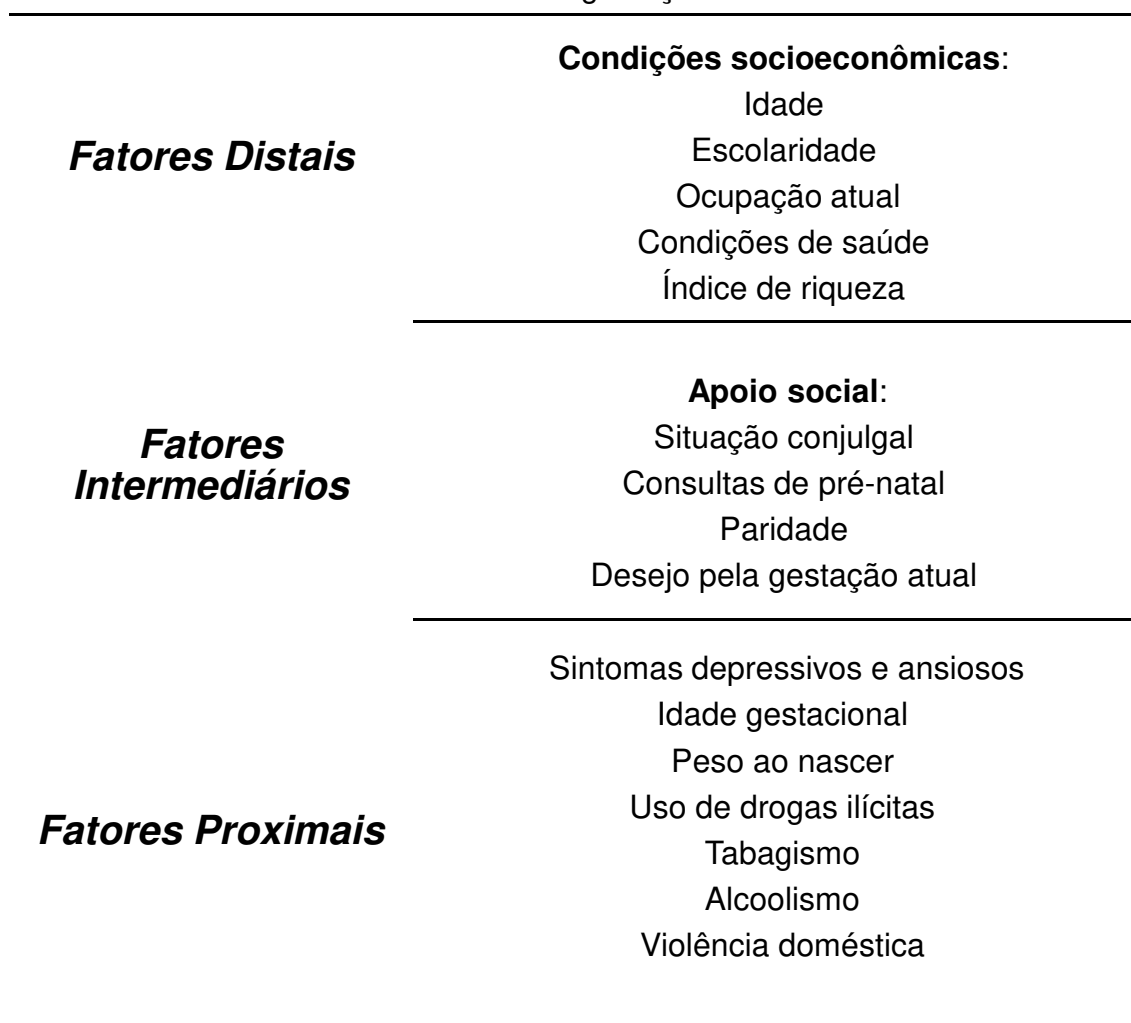 Condições socioeconômicas:
Idade
Fatores Distais
Escolaridade
Ocupação atual
Condições de saúde
Índice de riqueza
Apoio social:
Fatores
Intermediários
Situação conjulgal
Consultas de pré-natal
Paridade
Desejo pela gestação atual
Sintomas depressivos e ansiosos
Idade gestacional
Peso ao nascer
Uso de drogas ilícitas
Fatores Proximais
Tabagismo
Alcoolismo
Violência doméstica